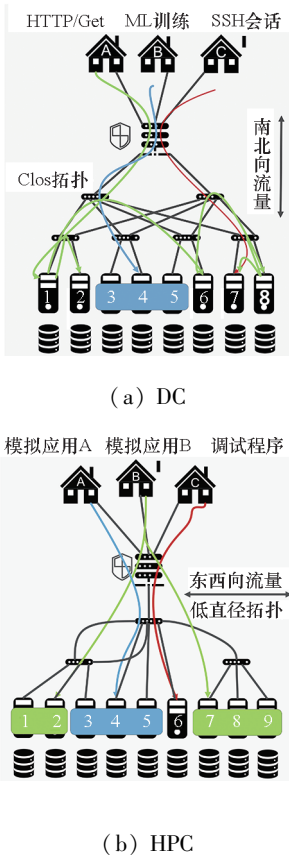 HTTP/Get ML训练 SSH会话
A B C
南北向流量
Clos拓扑
1 2 3 4 5 6 7 8
(a) DC
模拟应用A 模拟应用B 调试程序
A B C
东西向流量
低直径拓扑
1 2 3 4 5 6 7 8 9
(b) HPC